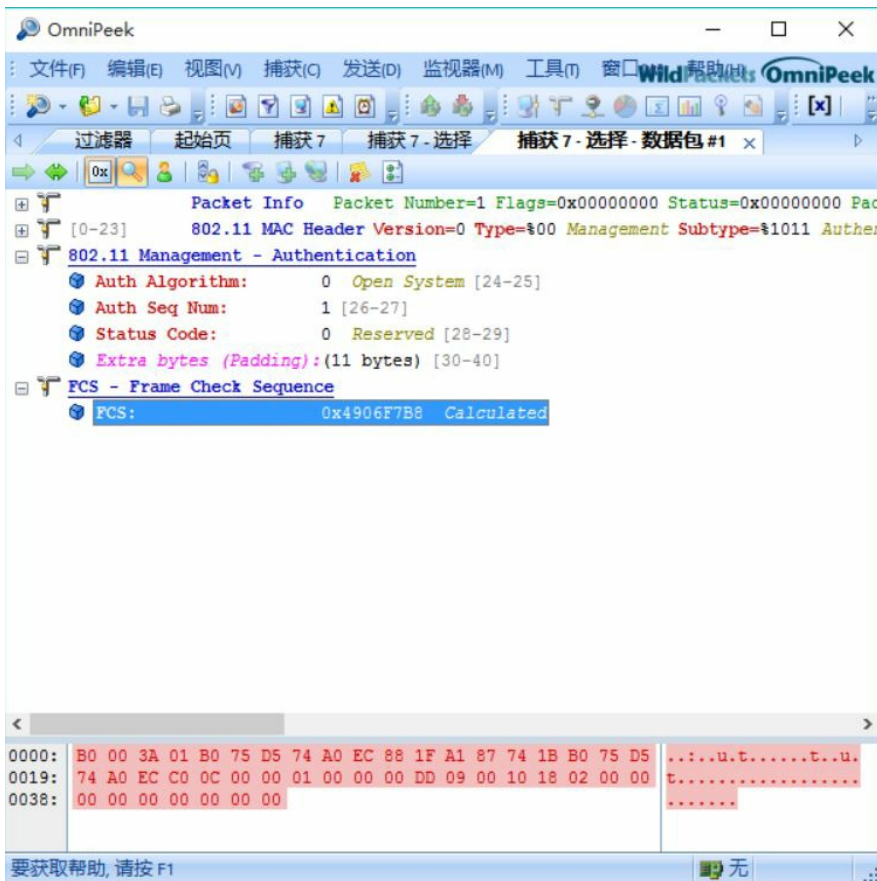 OmniPeek
文件(F) 编辑(E) 视图(V) 捕获(C) 发送(D) 监视器(M) 工具(T) 窗口 帮助(H) WildPackets OmniPeek
过滤器 起始页 捕获 7 捕获 7 - 选择 捕获 7 - 选择 - 数据包 #1
Packet Info Packet Number=1 Flags=0x00000000 Status=0x00000000 Pac
[0-23] 802.11 MAC Header Version=0 Type=%00 Management Subtype=%1011 Authen
802.11 Management - Authentication
Auth Algorithm: 0 Open System [24-25]
Auth Seq Num: 1 [26-27]
Status Code: 0 Reserved [28-29]
Extra bytes (Padding):(11 bytes) [30-40]
FCS - Frame Check Sequence
FCS: 0x4906F7B8 Calculated
0000: B0 00 3A 01 B0 75 D5 74 A0 EC 88 1F A1 87 74 1B B0 75 D5 ..:..u.t......t..u.
0019: 74 A0 EC C0 0C 00 00 01 00 00 00 DD 09 00 10 18 02 00 00 t..................
0038: 00 00 00 00 00 00 00 .......
要获取帮助, 请按 F1 无